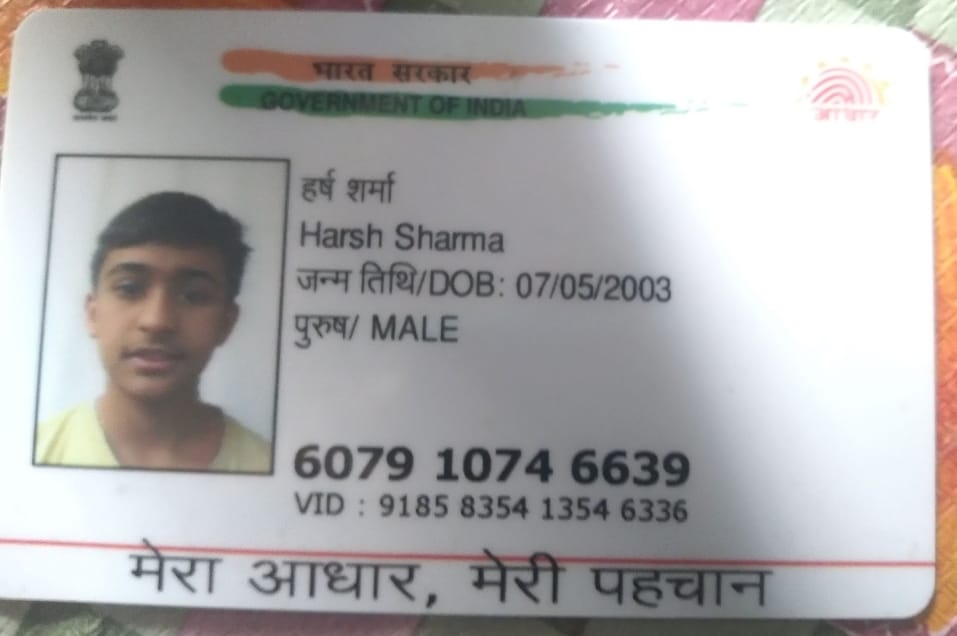 भारत सरकार
GOVERNMENT OF INDIA
आधार
हर्ष शर्मा
Harsh Sharma
जन्म तिथि/DOB: 07/05/2003
पुरुष/ MALE
6079 1074 6639
VID : 9185 8354 1354 6336
मेरा आधार, मेरी पहचान